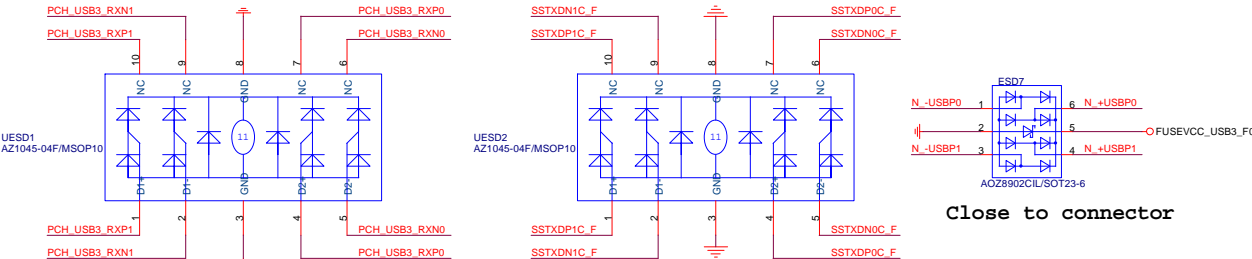 PCH_USB3_RXN1
PCH_USB3_RXP0
PCH_USB3_RXP1
PCH_USB3_RXN0
10
9
8
7
6
NC
NC
GND
NC
NC
UESD1
AZ1045-04F/MSOP10
11
D1+
D1-
GND
D2+
D2-
1
2
3
4
5
PCH_USB3_RXP1
PCH_USB3_RXN0
PCH_USB3_RXN1
PCH_USB3_RXP0
SSTXDN1C_F
SSTXDP0C_F
SSTXDP1C_F
SSTXDN0C_F
10
9
8
7
6
NC
NC
GND
NC
NC
UESD2
AZ1045-04F/MSOP10
11
D1+
D1-
GND
D2+
D2-
1
2
3
4
5
SSTXDP1C_F
SSTXDN0C_F
SSTXDN1C_F
SSTXDP0C_F
ESD7
N_-USBP0
1
6
N_+USBP0
2
5
FUSEVCC_USB3_F0
N_-USBP1
3
4
N_+USBP1
AOZ8902CIL/SOT23-6
Close to connector